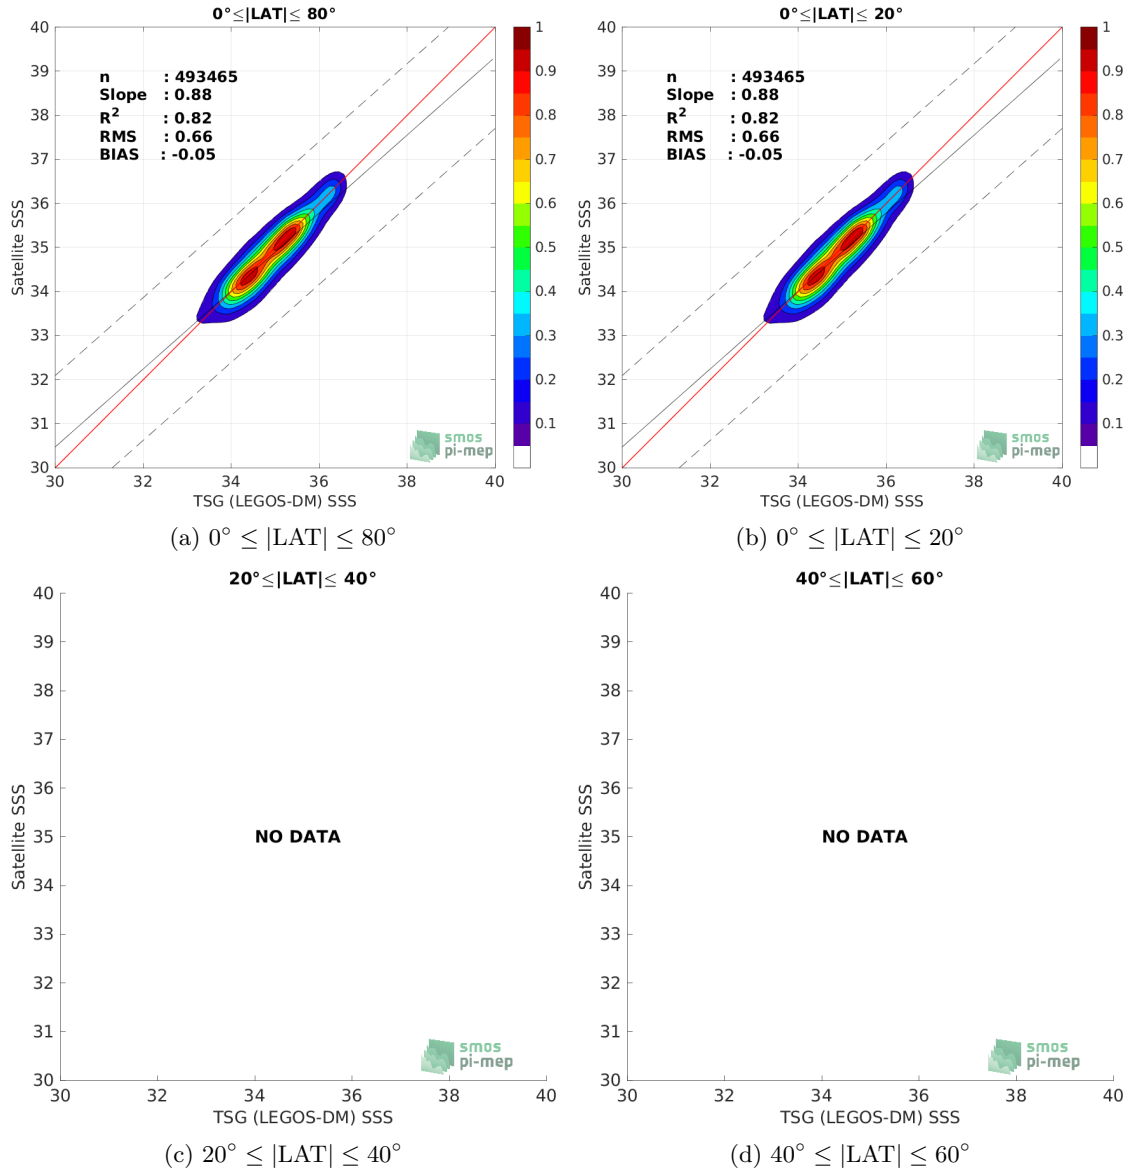 0°≤|LAT|≤ 80°
40
39
38
37
36
35
34
33
32
31
30
Satellite SSS
n : 493465
Slope : 0.88
R² : 0.82
RMS : 0.66
BIAS : -0.05
smos
pi-mep
30
32
34
36
38
40
TSG (LEGOS-DM) SSS
1
0.9
0.8
0.7
0.6
0.5
0.4
0.3
0.2
0.1
(a) 0° ≤ |LAT| ≤ 80°
0°≤|LAT|≤ 20°
40
39
38
37
36
35
34
33
32
31
30
Satellite SSS
n : 493465
Slope : 0.88
R² : 0.82
RMS : 0.66
BIAS : -0.05
smos
pi-mep
30
32
34
36
38
40
TSG (LEGOS-DM) SSS
1
0.9
0.8
0.7
0.6
0.5
0.4
0.3
0.2
0.1
(b) 0° ≤ |LAT| ≤ 20°
20°≤|LAT|≤ 40°
40
39
38
37
36
35
34
33
32
31
30
Satellite SSS
NO DATA
smos
pi-mep
30
32
34
36
38
40
TSG (LEGOS-DM) SSS
(c) 20° ≤ |LAT| ≤ 40°
40°≤|LAT|≤ 60°
40
39
38
37
36
35
34
33
32
31
30
Satellite SSS
NO DATA
smos
pi-mep
30
32
34
36
38
40
TSG (LEGOS-DM) SSS
(d) 40° ≤ |LAT| ≤ 60°